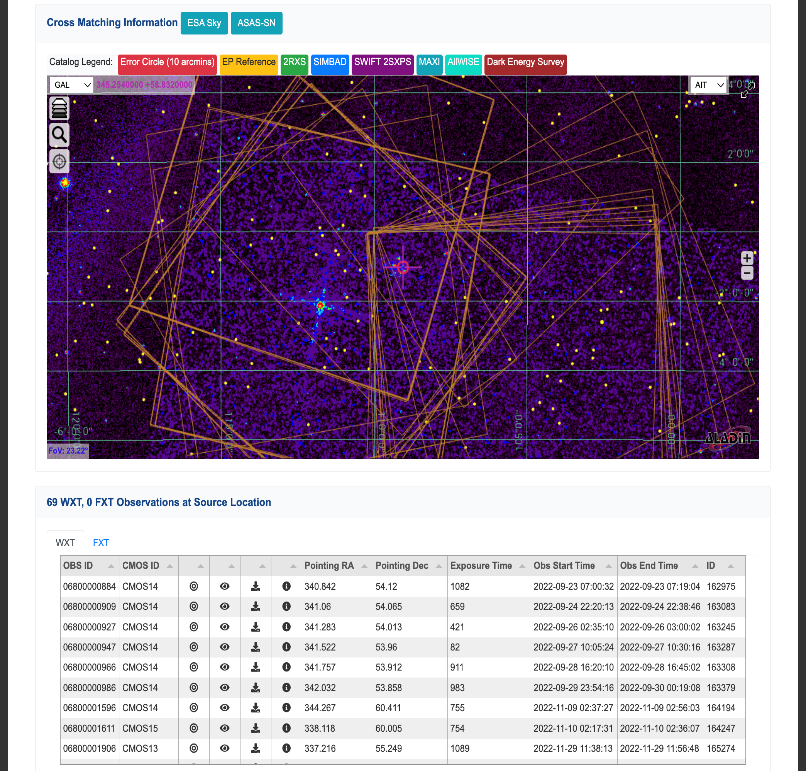 Cross Matching Information ESA Sky ASAS-SN
Catalog Legend: Error Circle (10 arcmins) EP Reference 2RXS SIMBAD SWIFT 2SXPS MAXI AllWISE Dark Energy Survey
GAL 345.2540000 +58.8320000 AIT 4°0'0"
2°0'0"
4°0'0"
-6°0'0"
FoV: 23.22°
ALADIN
69 WXT, 0 FXT Observations at Source Location
WXT FXT
OBS ID CMOS ID Pointing RA Pointing Dec Exposure Time Obs Start Time Obs End Time ID
06800000884 CMOS14 340.842 54.12 1082 2022-09-23 07:00:32 2022-09-23 07:19:04 162975
06800000909 CMOS14 341.06 54.065 659 2022-09-24 22:20:13 2022-09-24 22:38:46 163083
06800000927 CMOS14 341.283 54.013 421 2022-09-26 02:35:10 2022-09-26 03:00:02 163245
06800000947 CMOS14 341.522 53.96 82 2022-09-27 10:05:24 2022-09-27 10:30:16 163287
06800000966 CMOS14 341.757 53.912 911 2022-09-28 16:20:10 2022-09-28 16:45:02 163308
06800000986 CMOS14 342.032 53.858 983 2022-09-29 23:54:16 2022-09-30 00:19:08 163379
06800001596 CMOS14 344.267 60.411 755 2022-11-09 02:37:27 2022-11-09 02:56:03 164194
06800001611 CMOS15 338.118 60.005 754 2022-11-10 02:17:31 2022-11-10 02:36:07 164247
06800001906 CMOS13 337.216 55.249 1089 2022-11-29 11:38:13 2022-11-29 11:56:48 165274